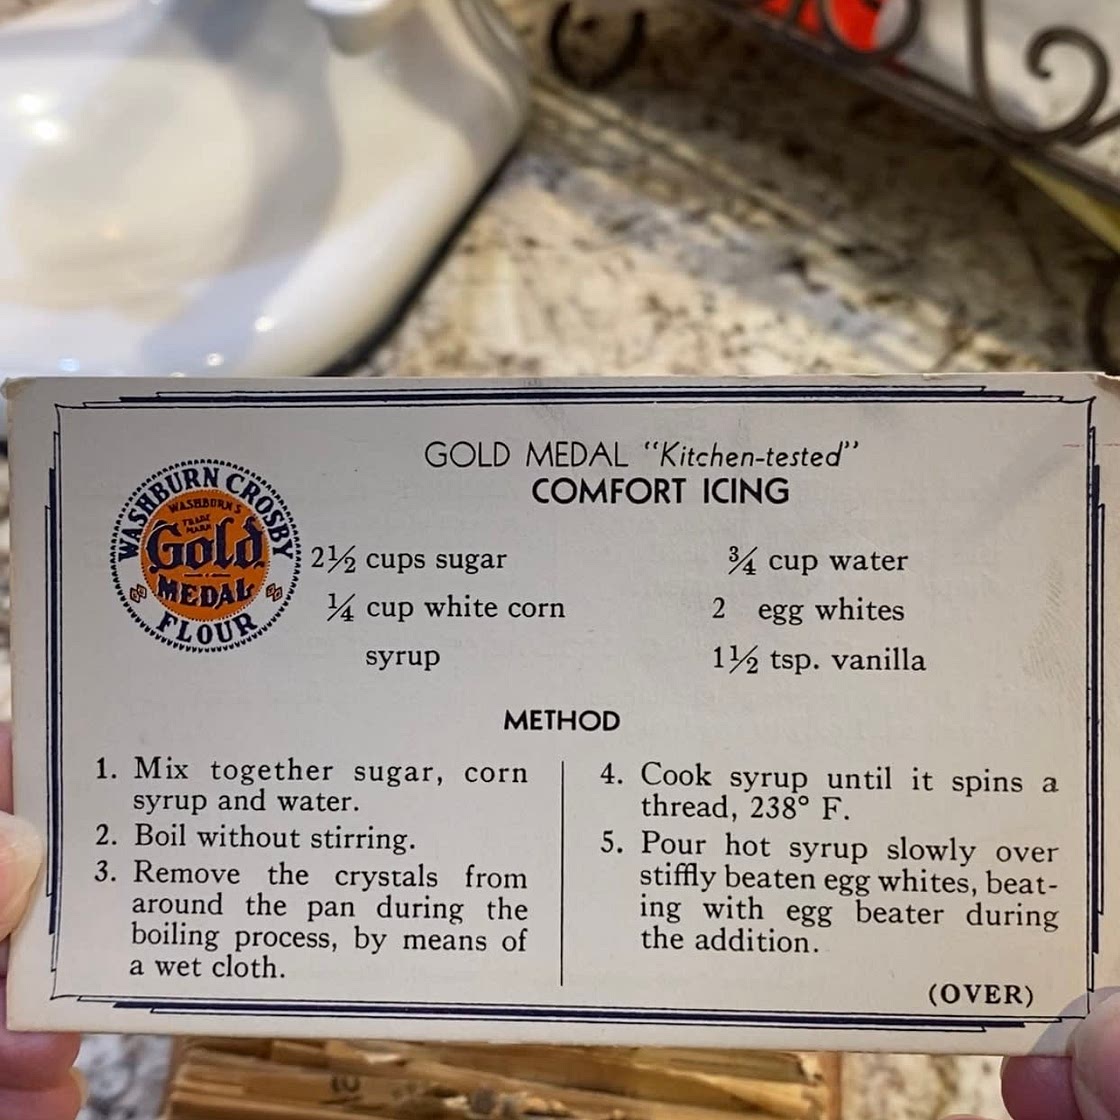 GOLD MEDAL "Kitchen-tested"
COMFORT ICING
WASHBURN CROSBY
WASHBURN'S
TRADE
MARK
Gold
MEDAL
FLOUR
2½ cups sugar
¼ cup white corn
syrup
¾ cup water
2 egg whites
1½ tsp. vanilla
METHOD
1. Mix together sugar, corn
syrup and water.
2. Boil without stirring.
3. Remove the crystals from
around the pan during the
boiling process, by means of
a wet cloth.
4. Cook syrup until it spins a
thread, 238° F.
5. Pour hot syrup slowly over
stiffly beaten egg whites, beat-
ing with egg beater during
the addition.
(OVER)